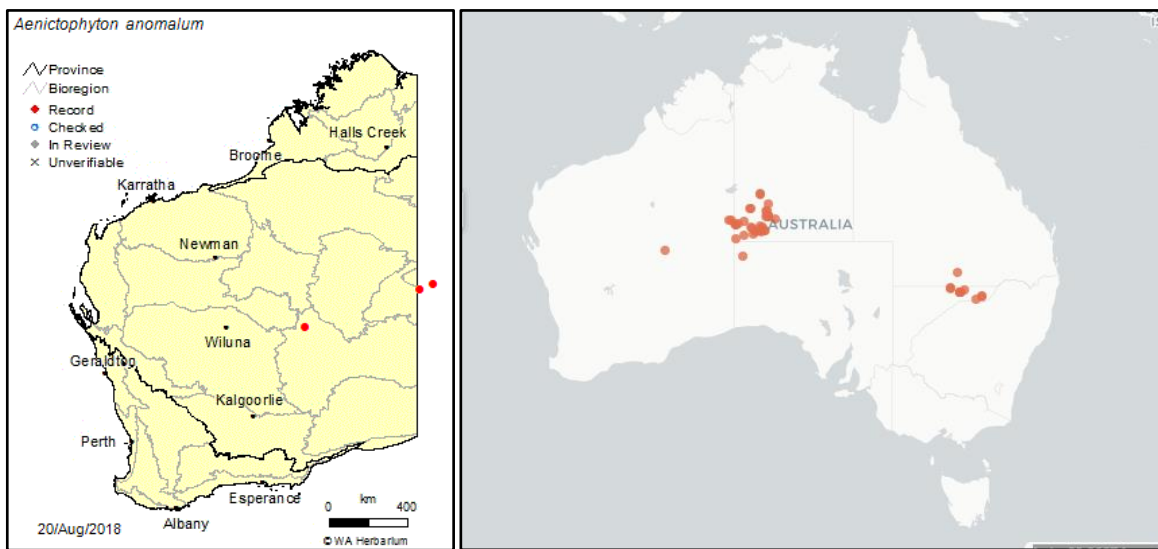 Aenictophyton anomalum
Province
Bioregion
Record
Checked
In Review
Unverifiable
Halls Creek
Broome
Karratha
Newman
Wiluna
Geraldton
Kalgoorlie
Perth
Esperance
Albany
km
0 400
20/Aug/2018
© WA Herbarium
AUSTRALIA